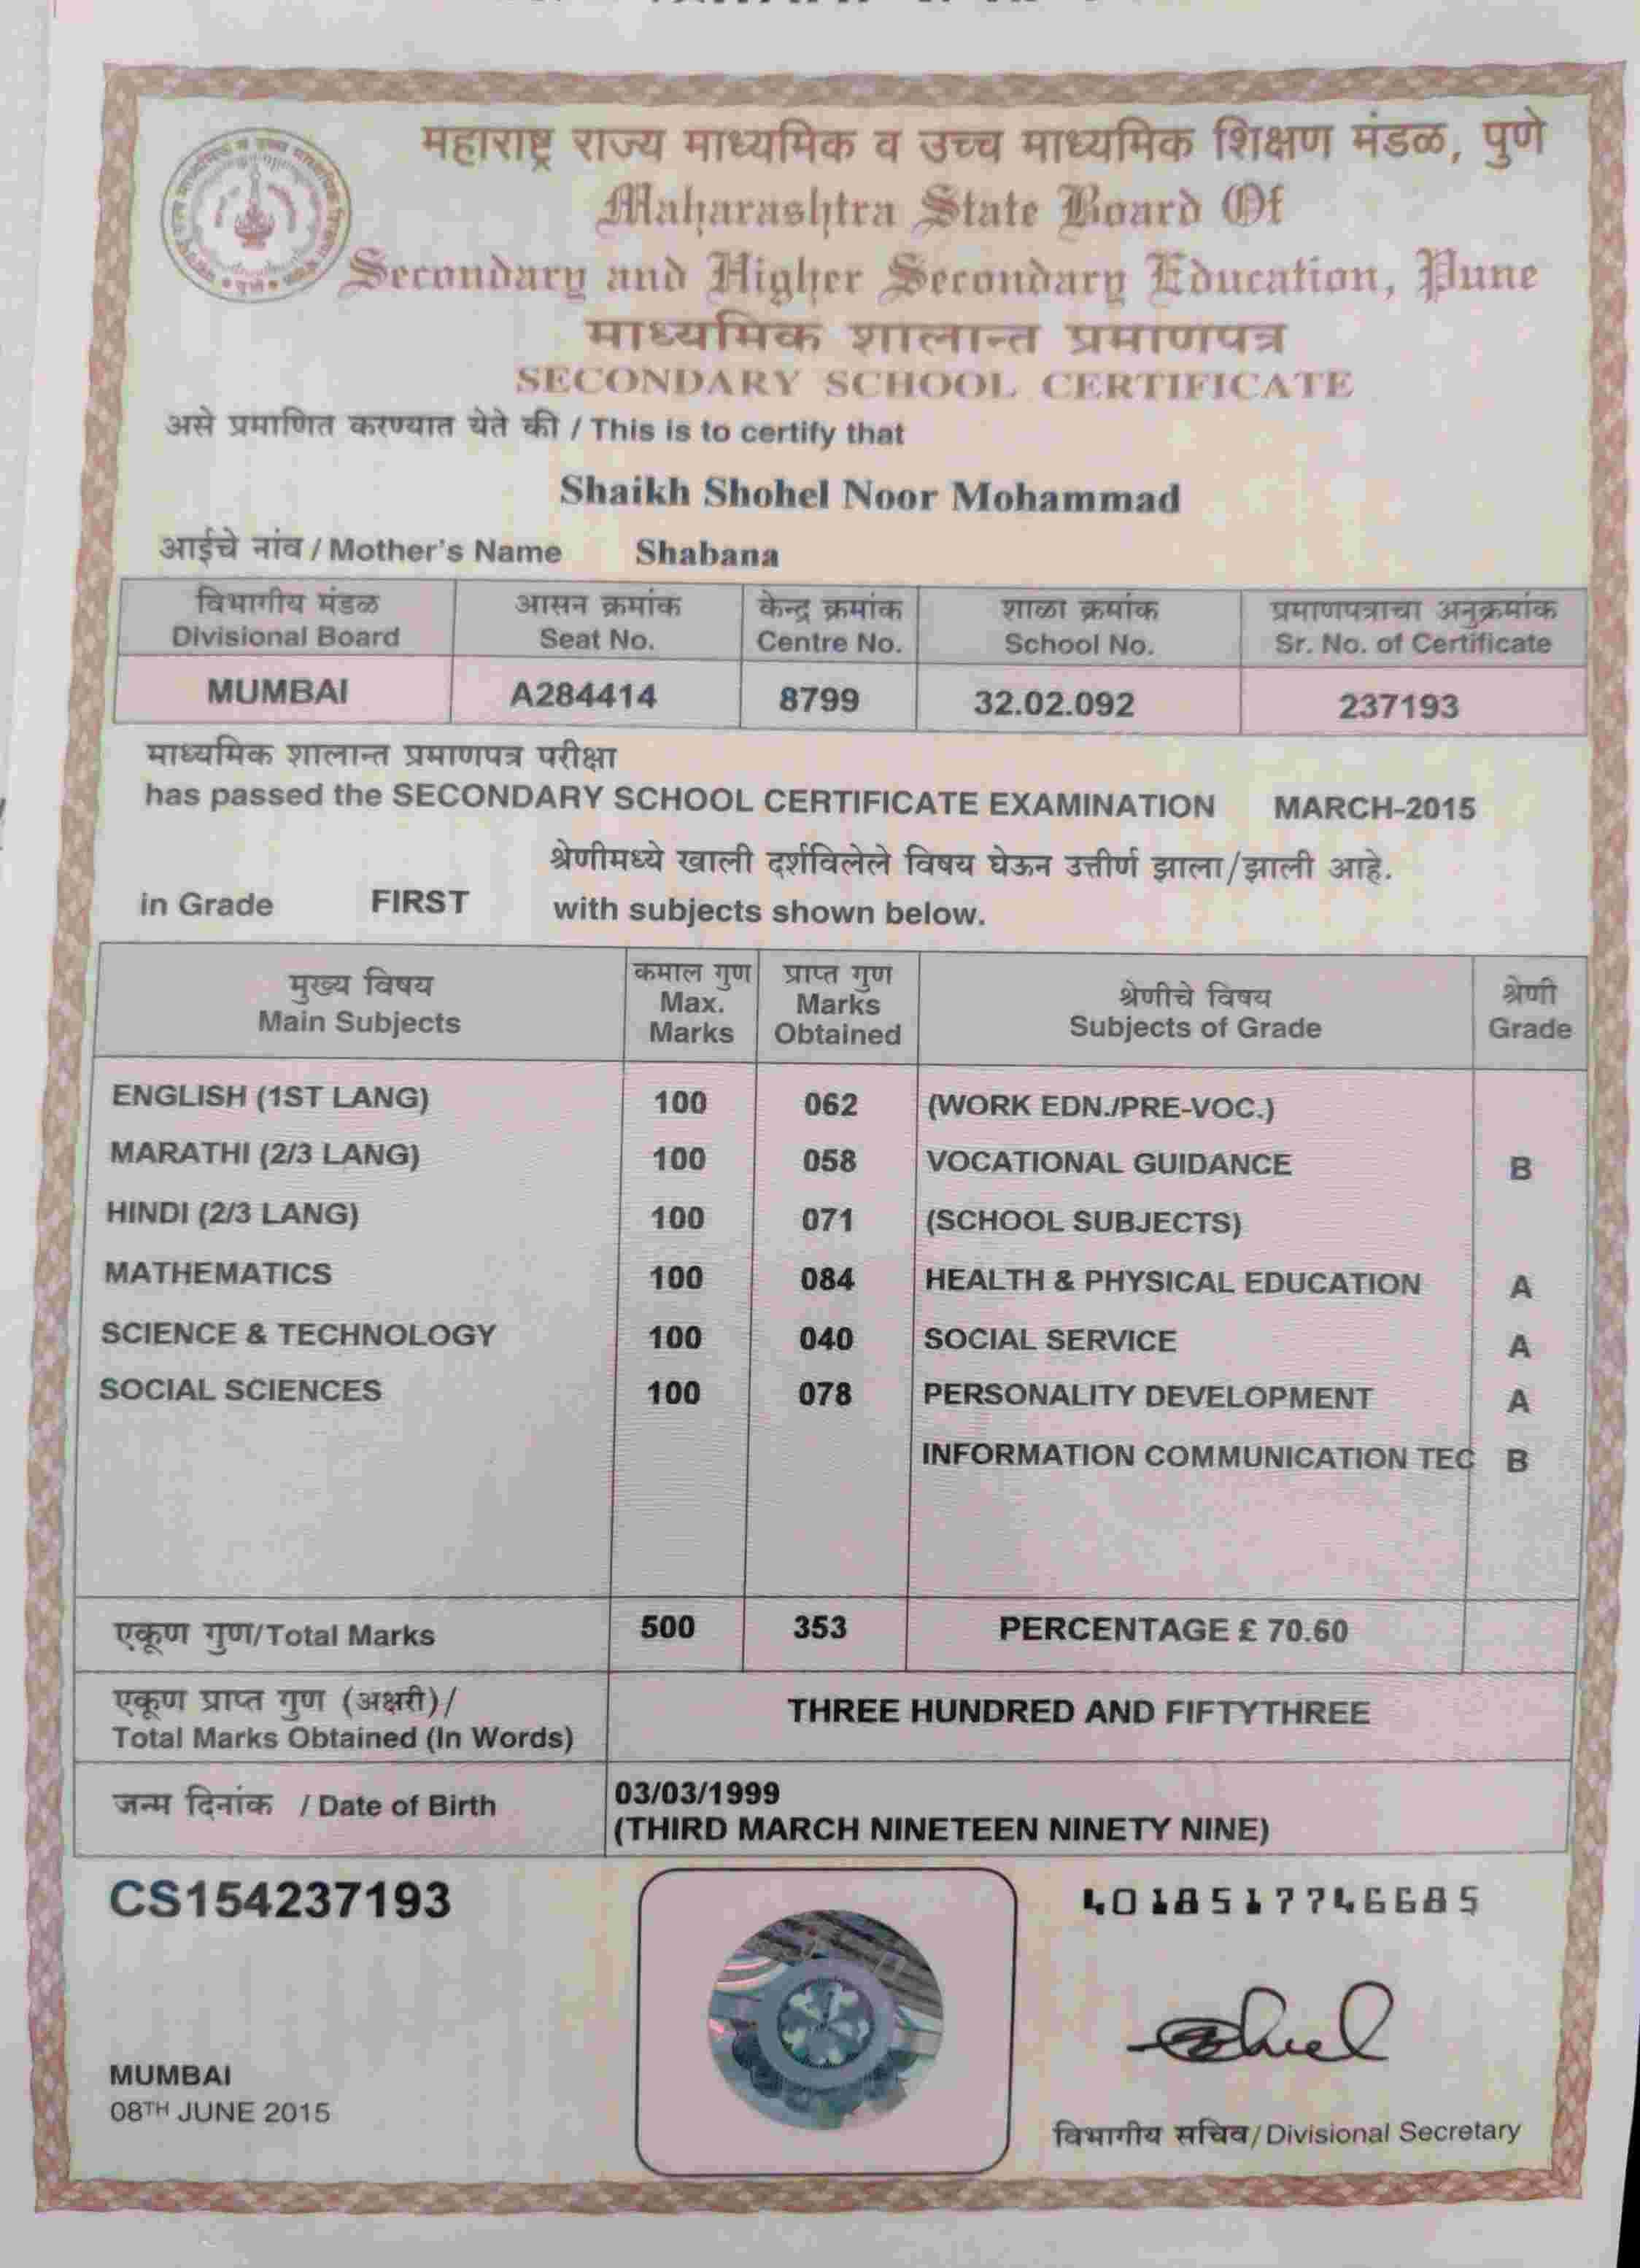 महाराष्ट्र राज्य माध्यमिक व उच्च माध्यमिक शिक्षण मंडळ, पुणे
Maharashtra State Board Of
Secondary and Higher Secondary Education, Pune
माध्यमिक शालान्त प्रमाणपत्र
SECONDARY SCHOOL CERTIFICATE
असे प्रमाणित करण्यात येते की / This is to certify that
Shaikh Shohel Noor Mohammad
आईचे नांव / Mother's Name Shabana
विभागीय मंडळ आसन क्रमांक केन्द्र क्रमांक शाळा क्रमांक प्रमाणपत्राचा अनुक्रमांक
Divisional Board Seat No. Centre No. School No. Sr. No. of Certificate
MUMBAI A284414 8799 32.02.092 237193
माध्यमिक शालान्त प्रमाणपत्र परीक्षा
has passed the SECONDARY SCHOOL CERTIFICATE EXAMINATION MARCH-2015
श्रेणीमध्ये खाली दर्शविलेले विषय घेऊन उत्तीर्ण झाला/झाली आहे.
in Grade FIRST with subjects shown below.
मुख्य विषय कमाल गुण प्राप्त गुण श्रेणीचे विषय श्रेणी
Main Subjects Max. Marks Marks Obtained Subjects of Grade Grade
ENGLISH (1ST LANG) 100 062 (WORK EDN./PRE-VOC.)
MARATHI (2/3 LANG) 100 058 VOCATIONAL GUIDANCE B
HINDI (2/3 LANG) 100 071 (SCHOOL SUBJECTS)
MATHEMATICS 100 084 HEALTH & PHYSICAL EDUCATION A
SCIENCE & TECHNOLOGY 100 040 SOCIAL SERVICE A
SOCIAL SCIENCES 100 078 PERSONALITY DEVELOPMENT A
INFORMATION COMMUNICATION TEC B
एकूण गुण/Total Marks 500 353 PERCENTAGE £ 70.60
एकूण प्राप्त गुण (अक्षरी)/
Total Marks Obtained (In Words) THREE HUNDRED AND FIFTYTHREE
जन्म दिनांक / Date of Birth 03/03/1999
(THIRD MARCH NINETEEN NINETY NINE)
CS154237193 4018517746685
MUMBAI
08TH JUNE 2015
विभागीय सचिव/Divisional Secretary